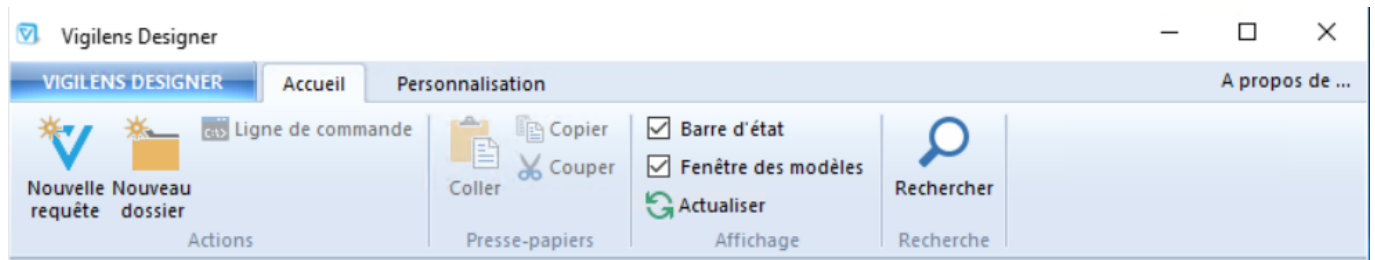 Vigilens Designer
VIGILENS DESIGNER Accueil Personnalisation A propos de ...
Nouvelle
requête
Nouveau
dossier
C:\> Ligne de commande
Actions
Coller
Copier
Couper
Presse-papiers
Barre d'état
Fenêtre des modèles
Actualiser
Affichage
Rechercher
Recherche